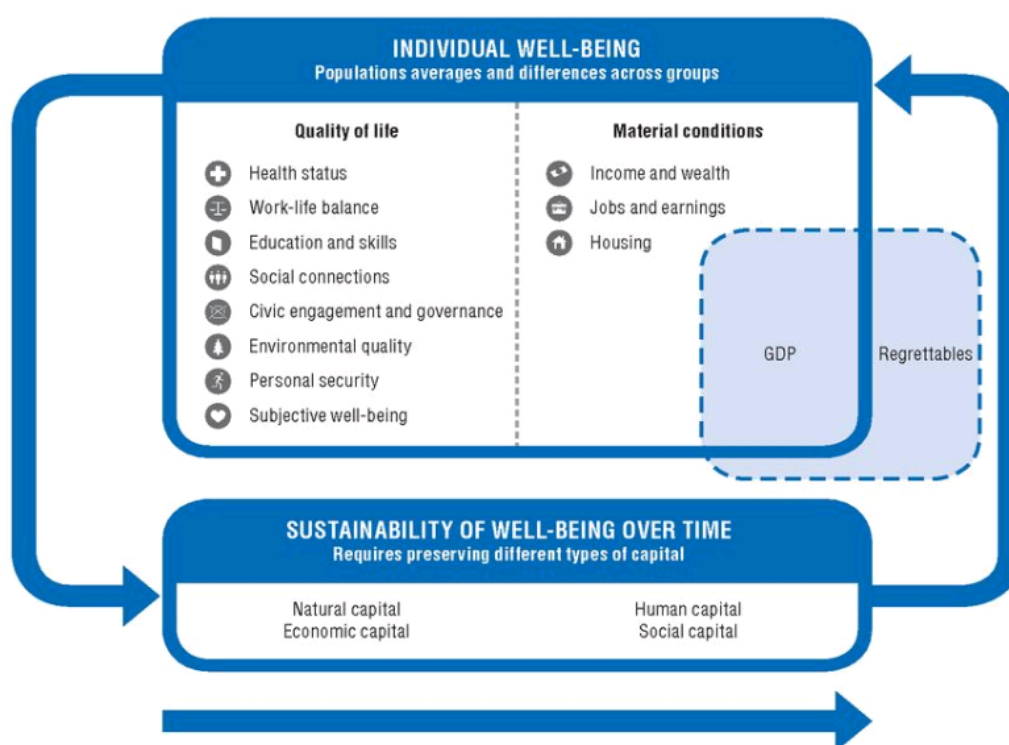 INDIVIDUAL WELL-BEING
Populations averages and differences across groups
Quality of life
Health status
Work-life balance
Education and skills
Social connections
Civic engagement and governance
Environmental quality
Personal security
Subjective well-being
Material conditions
Income and wealth
Jobs and earnings
Housing
GDP
Regrettables
SUSTAINABILITY OF WELL-BEING OVER TIME
Requires preserving different types of capital
Natural capital
Economic capital
Human capital
Social capital